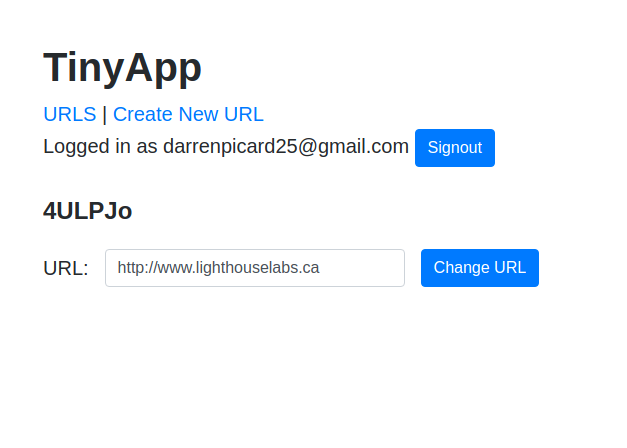 TinyApp
URLS | Create New URL
Logged in as darrenpicard25@gmail.com Signout
4ULPJo
URL: http://www.lighthouselabs.ca Change URL